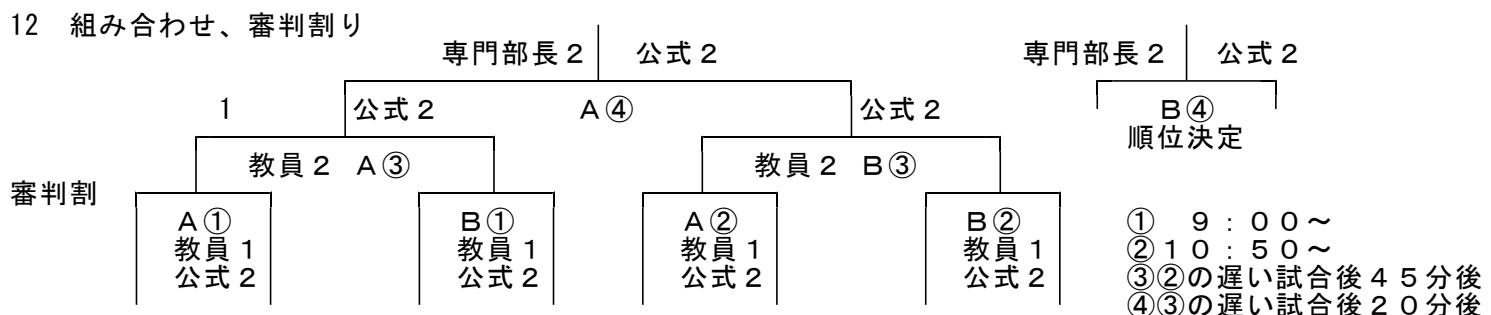 12 組み合わせ、審判割り
専門部長2 公式2 専門部長2 公式2
1 公式2 A④ 公式2 B④
順位決定
教員2 A③ 教員2 B③
審判割
A① B① A② B② ① 9:00~
教員1 教員1 教員1 教員1 ②10:50~
公式2 公式2 公式2 公式2 ③②の遅い試合後45分後
④③の遅い試合後20分後